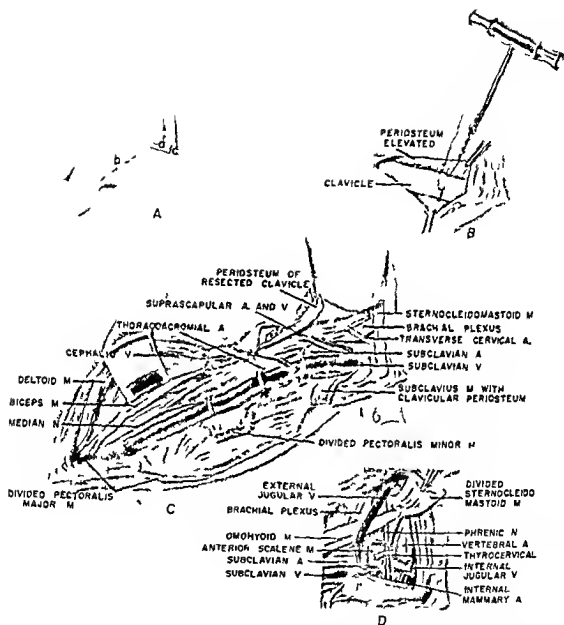 a
b
c
A
PERIOSTEUM
ELEVATED
CLAVICLE
B
PERIOSTEUM OF
RESECTED CLAVICLE
SUPRASCAPULAR A. AND V
THORACOACROMIAL A
CEPHALIC V
DELTOID M
BICEPS M
MEDIAN N
DIVIDED PECTORALIS
MAJOR M
STERNOCLEIDOMASTOID M
BRACHIAL PLEXUS
TRANSVERSE CERVICAL A.
SUBCLAVIAN A
SUBCLAVIAN V
SUBCLAVIUS M WITH
CLAVICULAR PERIOSTEUM
DIVIDED PECTORALIS MINOR M
C
EXTERNAL
JUGULAR V
BRACHIAL PLEXUS
OMOHYOID M
ANTERIOR SCALENE M
SUBCLAVIAN A
SUBCLAVIAN V
DIVIDED
STERNOCLEIDO
MASTOID M
PHRENIC N
VERTEBRAL A
THYROCERVICAL
INTERNAL
JUGULAR V
INTERNAL
MAMMARY A
D